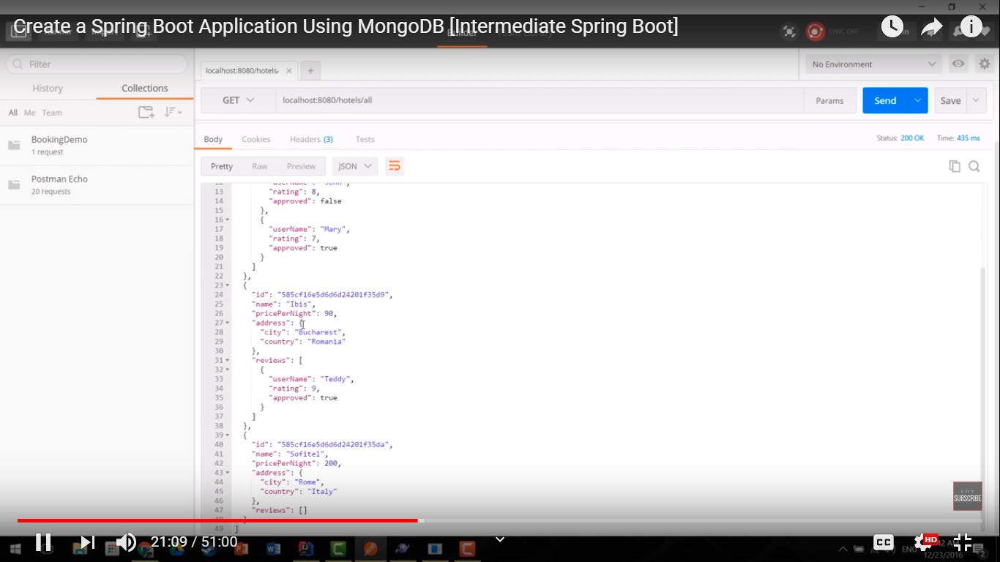 Create a Spring Boot Application Using MongoDB [Intermediate Spring Boot]
Builder
SYNC OFF
Filter
localhost:8080/hotels/
No Environment
History
Collections
GET
localhost:8080/hotels/all
Params
Send
Save
All Me Team
BookingDemo
1 request
Postman Echo
20 requests
Body Cookies Headers (3) Tests
Status: 200 OK Time: 435 ms
Pretty Raw Preview JSON
12 "userName": "John",
13 "rating": 8,
14 "approved": false
15 },
16 {
17 "userName": "Mary",
18 "rating": 7,
19 "approved": true
20 }
21 ]
22 },
23 {
24 "id": "585cf16e5d6d6d24201f35d9",
25 "name": "Ibis",
26 "pricePerNight": 90,
27 "address": {
28 "city": "Bucharest",
29 "country": "Romania"
30 },
31 "reviews": [
32 {
33 "userName": "Teddy",
34 "rating": 9,
35 "approved": true
36 }
37 ]
38 },
39 {
40 "id": "585cf16e5d6d6d24201f35da",
41 "name": "Sofitel",
42 "pricePerNight": 200,
43 "address": {
44 "city": "Rome",
45 "country": "Italy"
46 },
47 "reviews": []
48 }
49 ]
SUBSCRIBE
21:09 / 51:00
CC
HD
ENG
12/23/2016